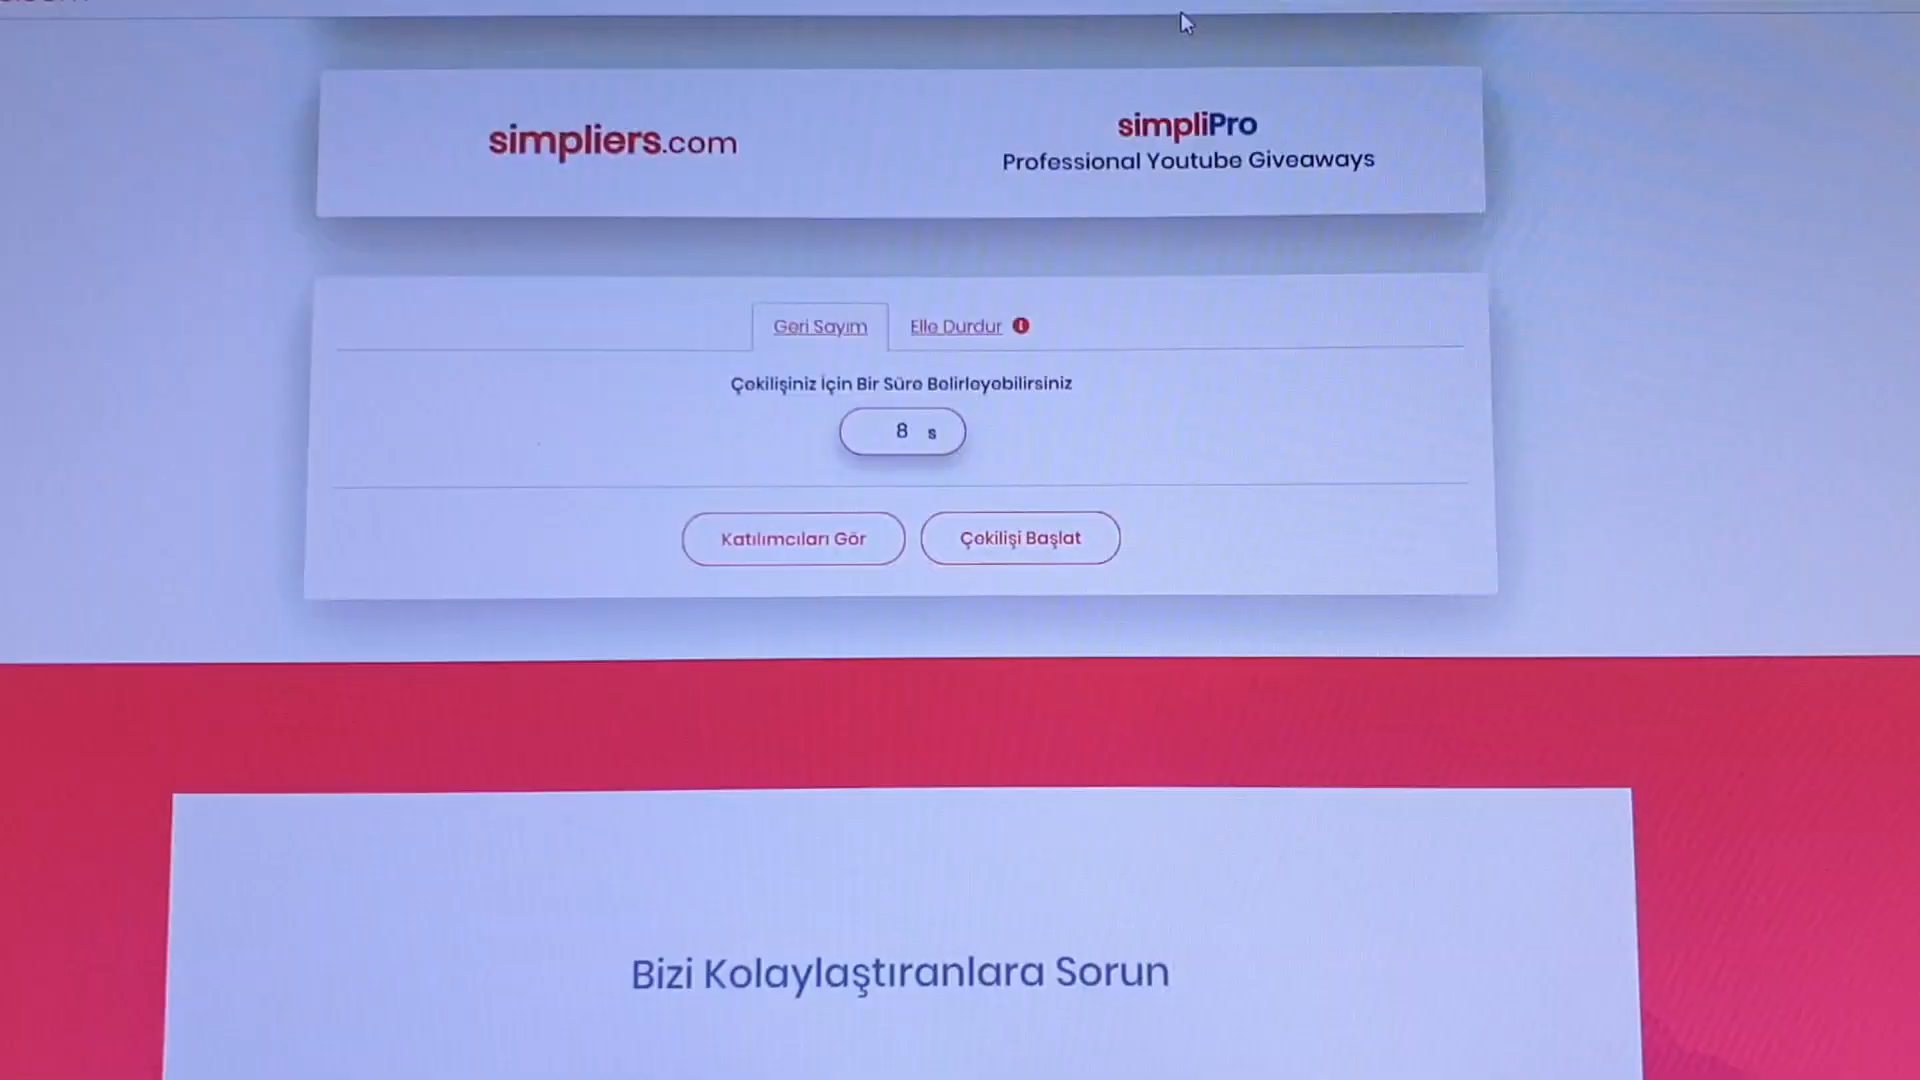 simpliers.com
simpliPro
Professional Youtube Giveaways
Geri Sayım
Elle Durdur
Çekilişiniz İçin Bir Süre Belirleyebilirsiniz
8 s
Katılımcıları Gör
Çekilişi Başlat
Bizi Kolaylaştıranlara Sorun